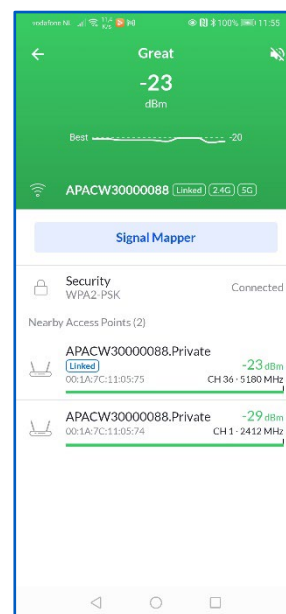 vodafone NL 11,4 K/s 100% 11:55
Great
-23
dBm
Best -20
APACW30000088 Linked 2.4G 5G
Signal Mapper
Security Connected
WPA2-PSK
Nearby Access Points (2)
APACW30000088.Private
Linked -23 dBm
00:1A:7C:11:05:75 CH 36 - 5180 MHz
APACW30000088.Private -29 dBm
00:1A:7C:11:05:74 CH 1 - 2412 MHz